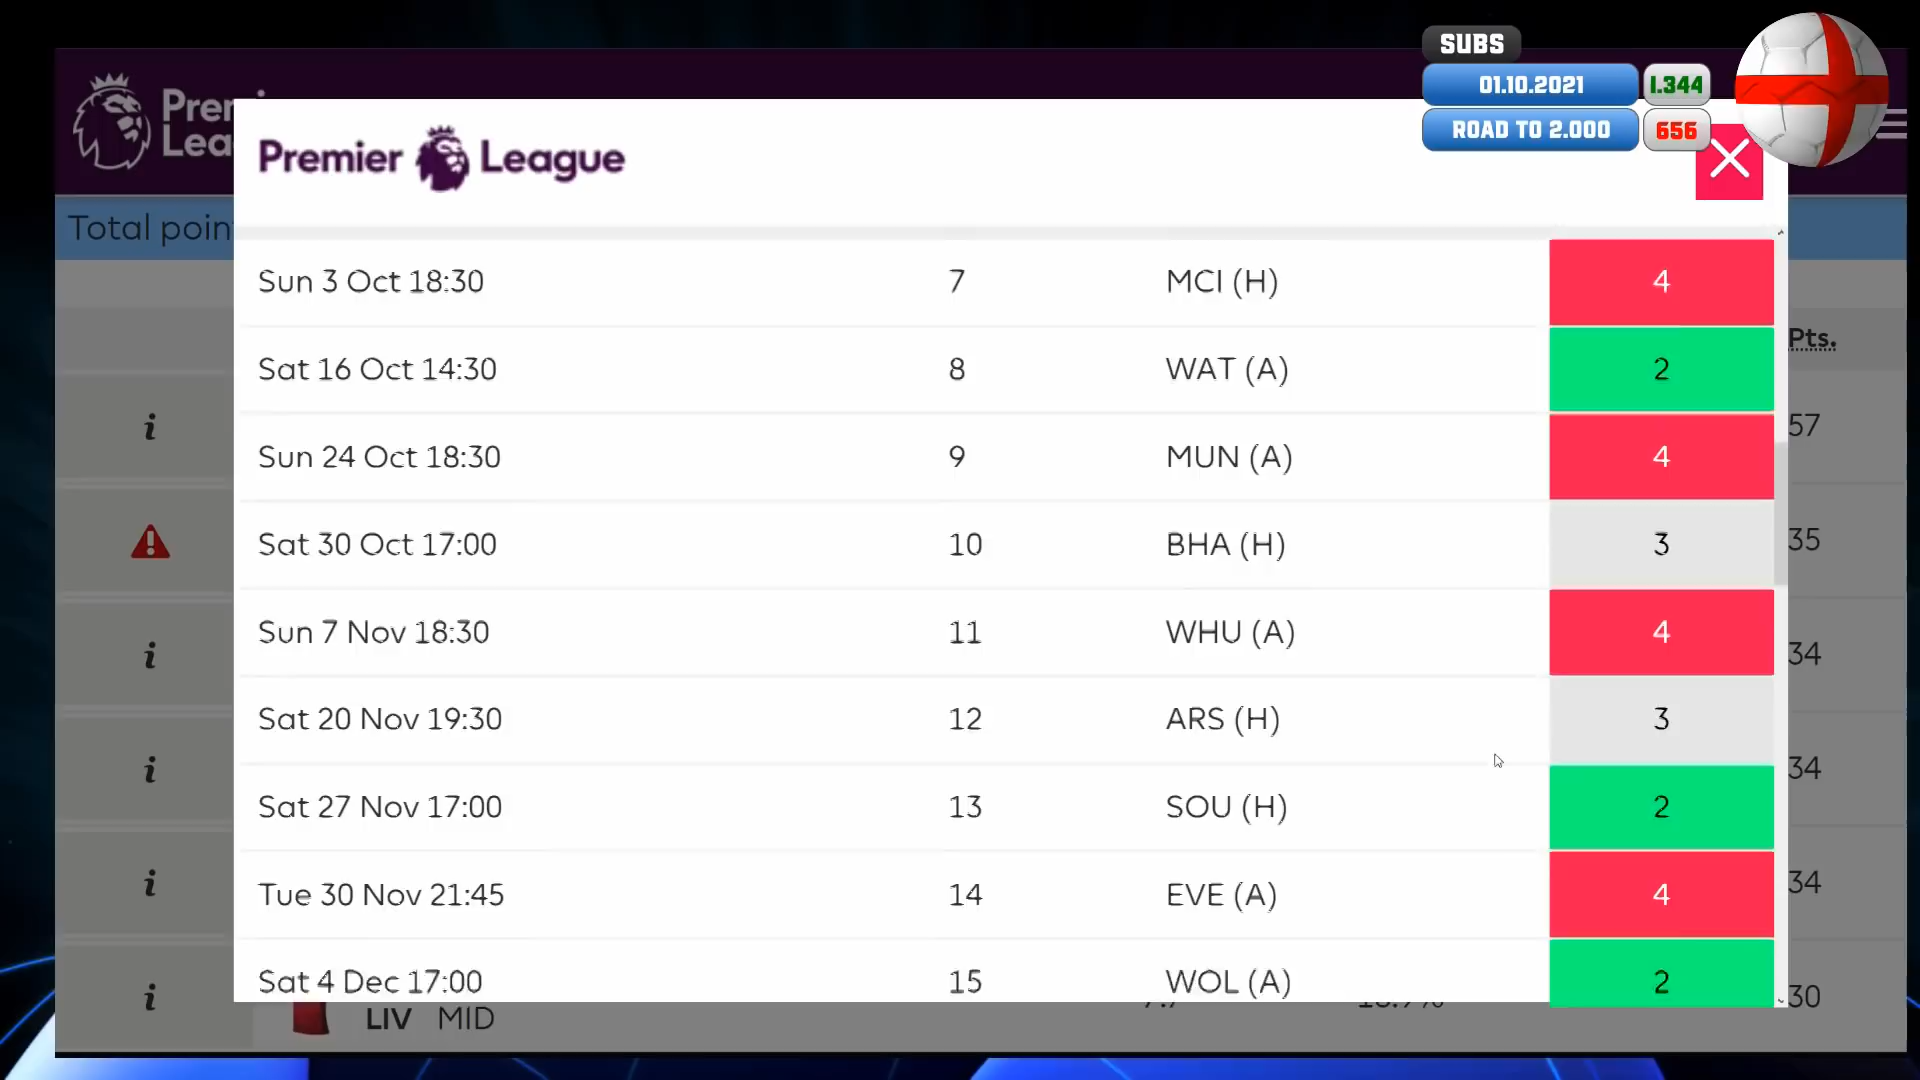 SUBS
01.10.2021 1.344
ROAD TO 2.000 656
Prem
Lea
Premier League
Total poin
Pts.
Sun 3 Oct 18:30 7 MCI (H) 4
Sat 16 Oct 14:30 8 WAT (A) 2
57
Sun 24 Oct 18:30 9 MUN (A) 4
Sat 30 Oct 17:00 10 BHA (H) 3
35
Sun 7 Nov 18:30 11 WHU (A) 4
34
Sat 20 Nov 19:30 12 ARS (H) 3
34
Sat 27 Nov 17:00 13 SOU (H) 2
Tue 30 Nov 21:45 14 EVE (A) 4
34
Sat 4 Dec 17:00 15 WOL (A) 2
30
LIV MID